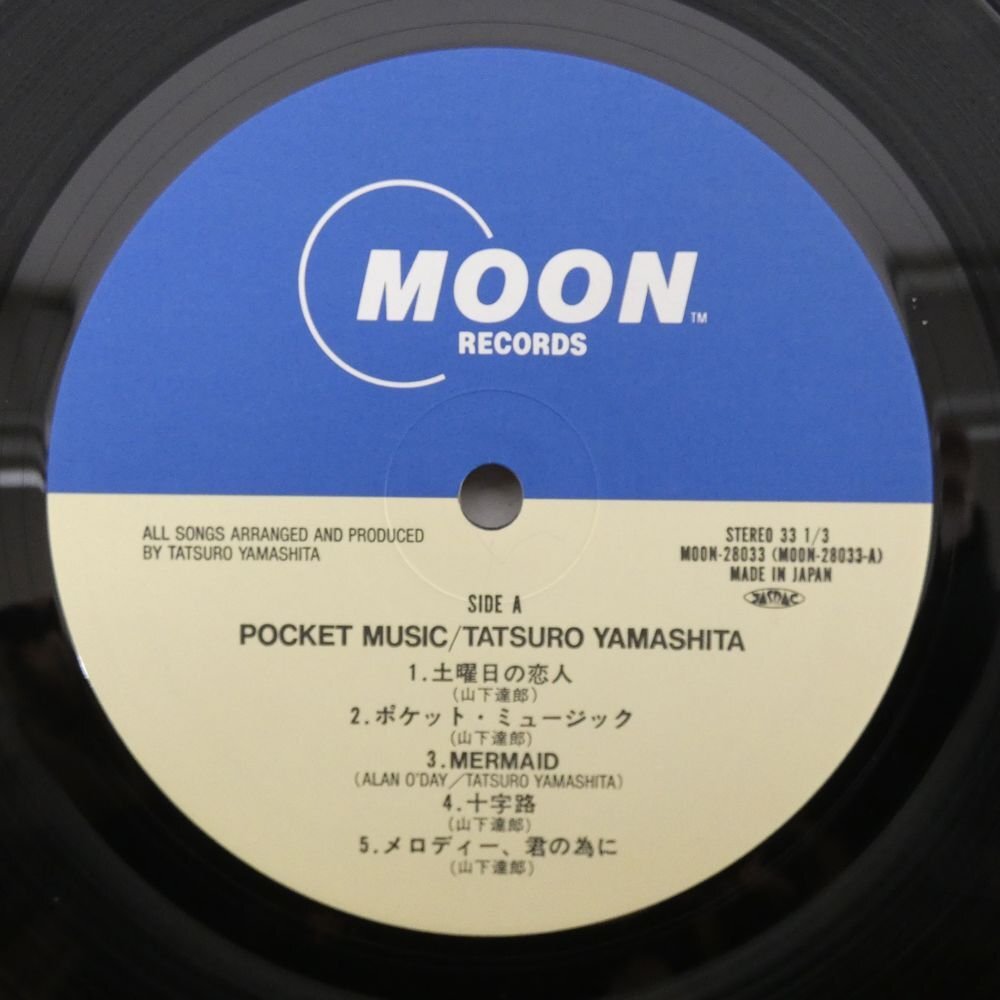 MOON
TM
RECORDS
ALL SONGS ARRANGED AND PRODUCED
BY TATSURO YAMASHITA
STEREO 33 1/3
MOON-28033 (MOON-28033-A)
MADE IN JAPAN
JASRAC
SIDE A
POCKET MUSIC/TATSURO YAMASHITA
1.土曜日の恋人
(山下達郎)
2.ポケット・ミュージック
(山下達郎)
3.MERMAID
(ALAN O'DAY/TATSURO YAMASHITA)
4.十字路
(山下達郎)
5.メロディー、君の為に
(山下達郎)